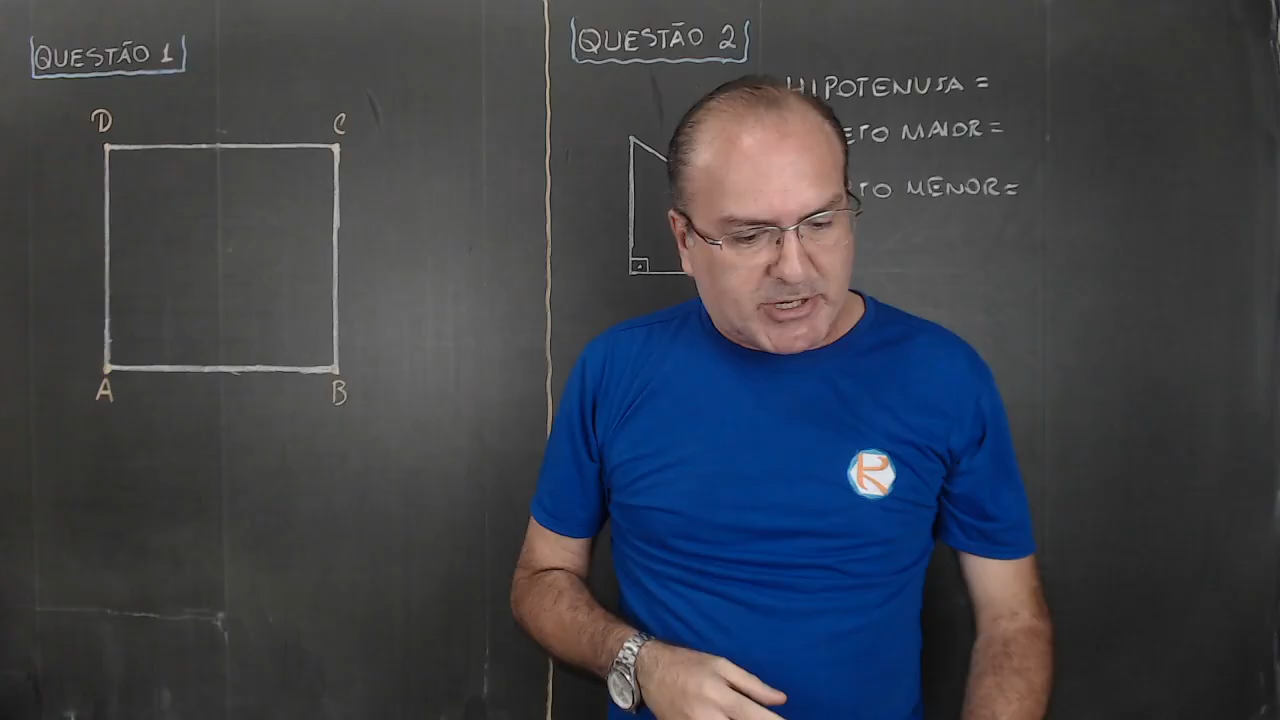 QUESTÃO 1
D C
A B
QUESTÃO 2
HIPOTENUSA =
MAIOR =
MENOR =
R